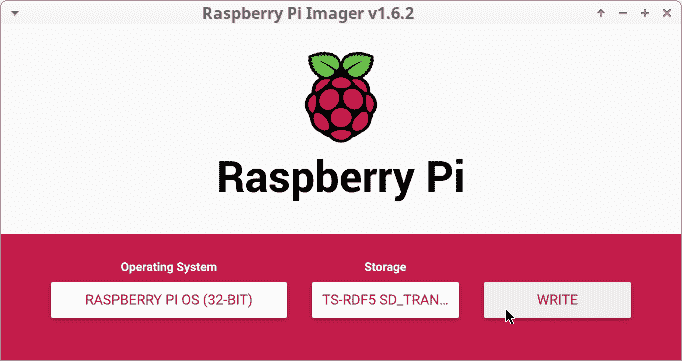 Raspberry Pi Imager v1.6.2
Raspberry Pi
Operating System
Storage
RASPBERRY PI OS (32-BIT)
TS-RDF5 SD_TRAN...
WRITE